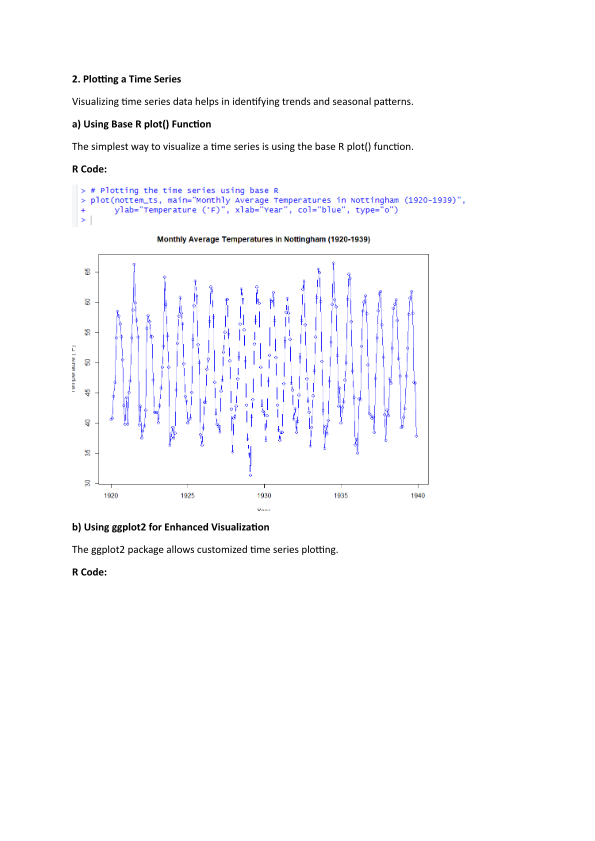 2. Plotting a Time Series
Visualizing time series data helps in identifying trends and seasonal patterns.
a) Using Base R plot() Function
The simplest way to visualize a time series is using the base R plot() function.
R Code:
> # Plotting the time series using base R
> plot(nottem_ts, main="Monthly Average Temperatures in Nottingham (1920-1939)",
+ ylab="Temperature (°F)", xlab="Year", col="blue", type="o")
>
Monthly Average Temperatures in Nottingham (1920-1939)
65
60
55
50
45
40
35
30
1920 1925 1930 1935 1940
b) Using ggplot2 for Enhanced Visualization
The ggplot2 package allows customized time series plotting.
R Code: